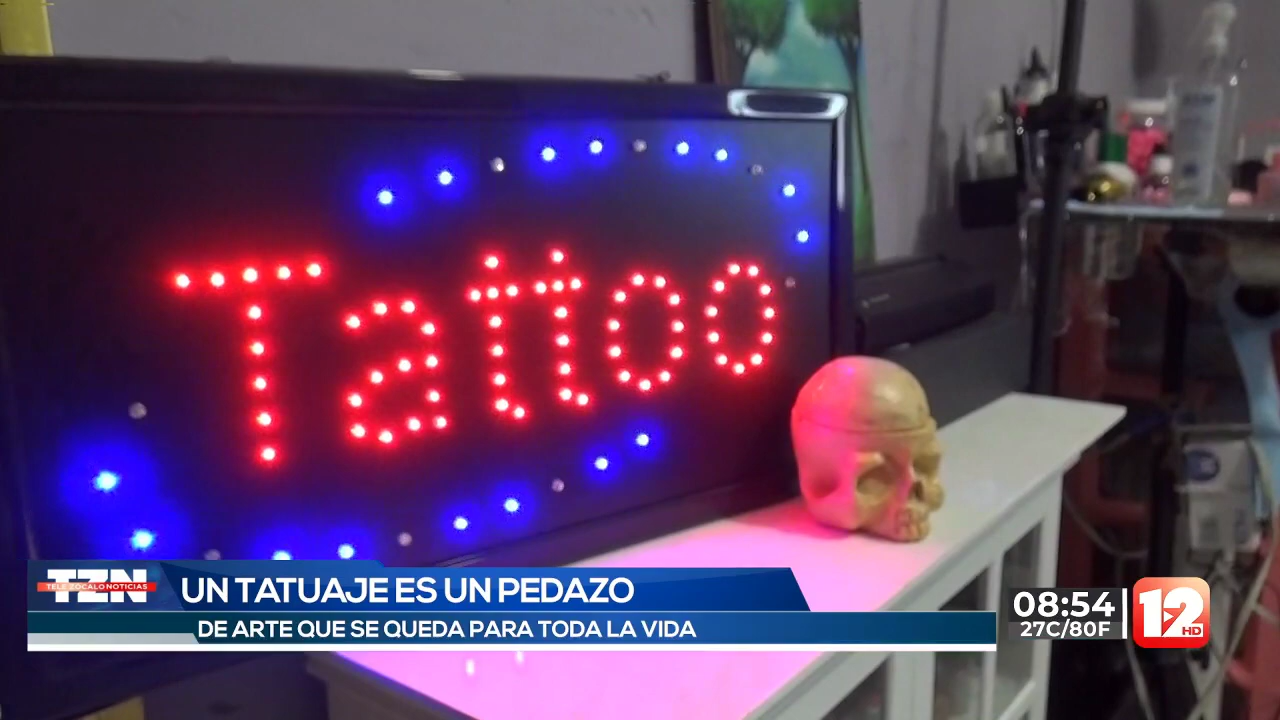 Tattoo
TZN
TELE ZÓCALO NOTICIAS
UN TATUAJE ES UN PEDAZO
DE ARTE QUE SE QUEDA PARA TODA LA VIDA
08:54
27C/80F
12
HD